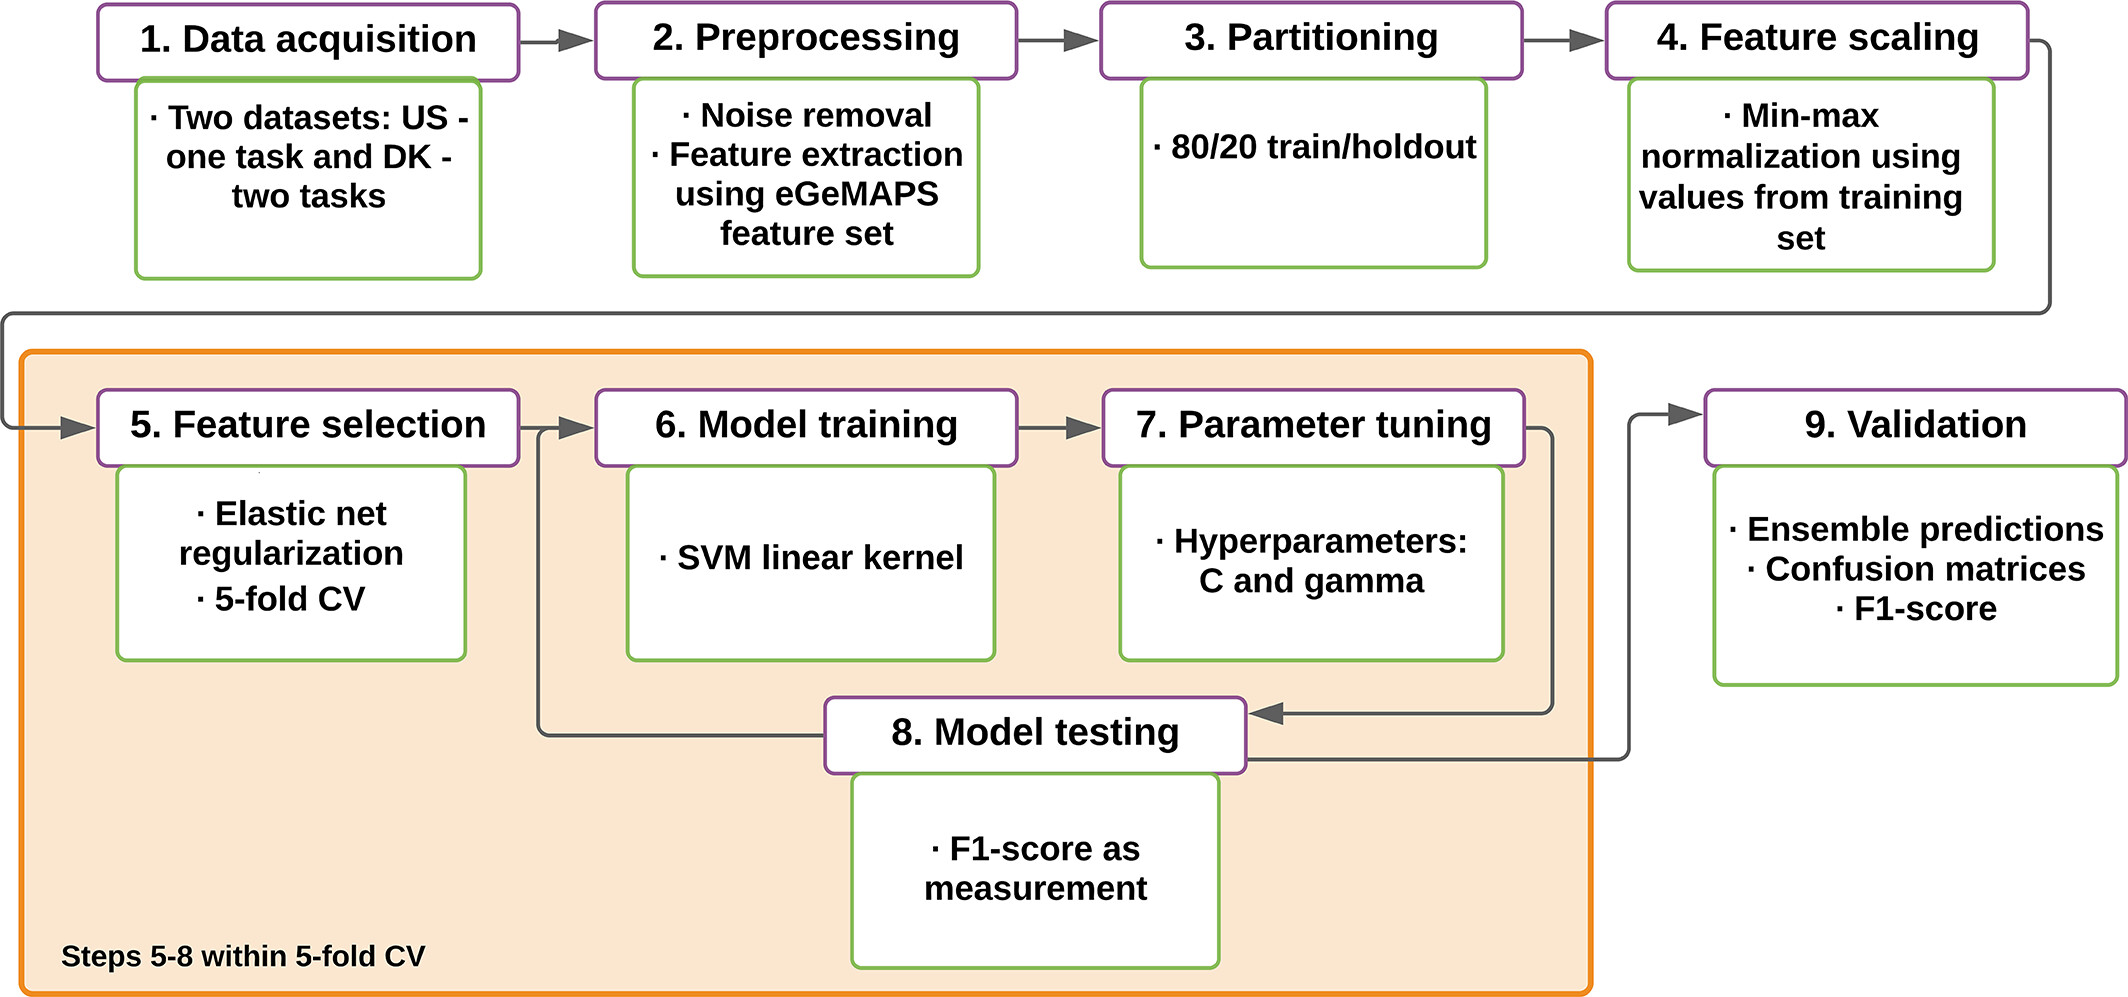 1. Data acquisition
· Two datasets: US -
one task and DK -
two tasks
2. Preprocessing
· Noise removal
· Feature extraction
using eGeMAPS
feature set
3. Partitioning
· 80/20 train/holdout
4. Feature scaling
· Min-max
normalization using
values from training
set
5. Feature selection
· Elastic net
regularization
· 5-fold CV
6. Model training
· SVM linear kernel
7. Parameter tuning
· Hyperparameters:
C and gamma
8. Model testing
· F1-score as
measurement
9. Validation
· Ensemble predictions
· Confusion matrices
· F1-score
Steps 5-8 within 5-fold CV